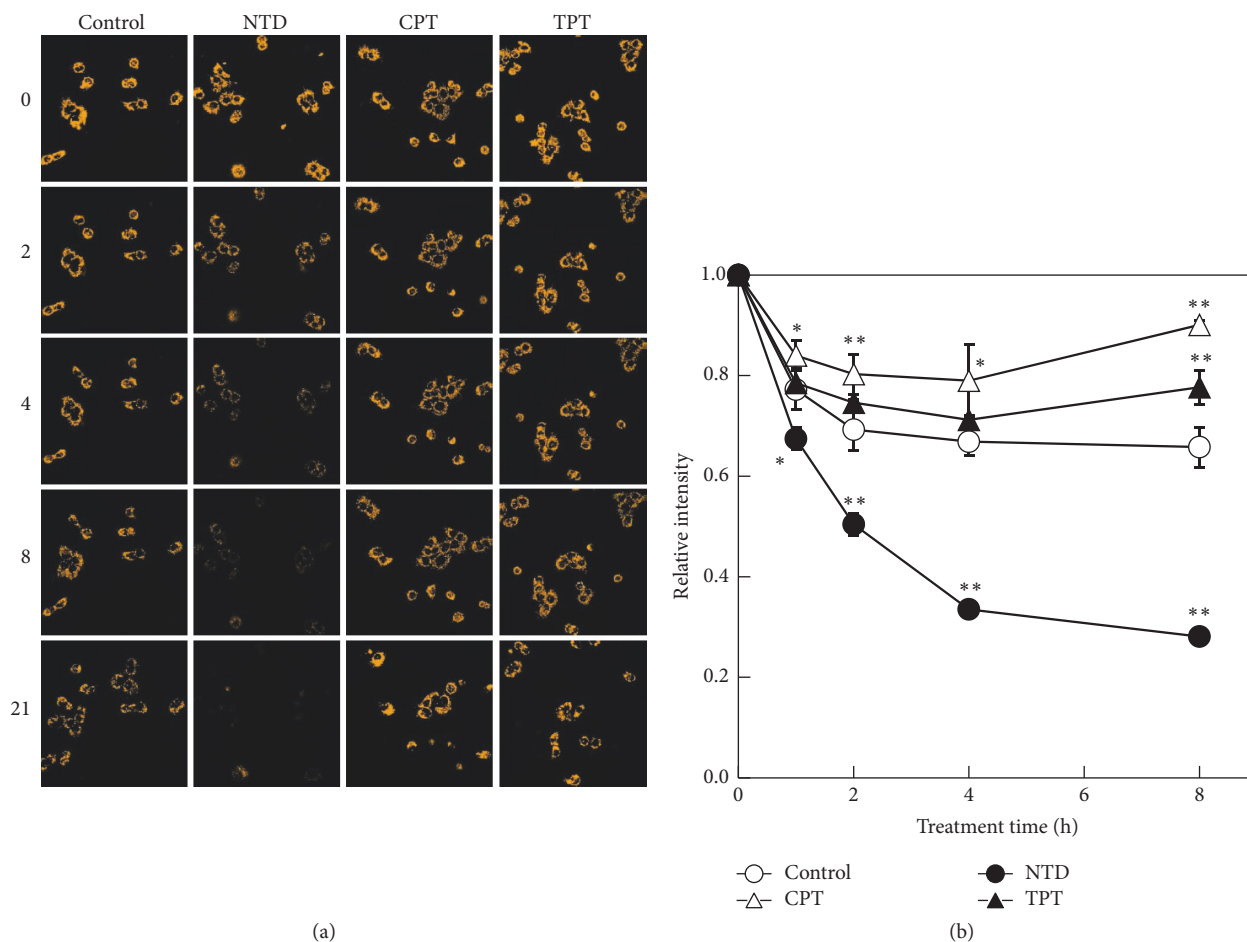 Control NTD CPT TPT
0
2
4
8
21
(a)
1.0
0.8
0.6
0.4
0.2
0.0
Relative intensity
* ** * **
**
* ** ** **
0 2 4 6 8
Treatment time (h)
Control NTD
CPT TPT
(b)